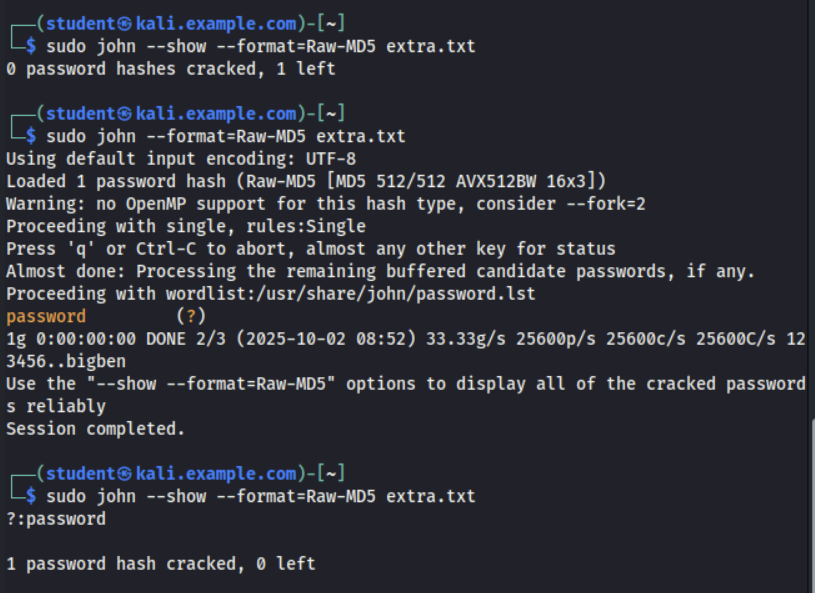 ┌──(student㉿kali.example.com)-[~]
└─$ sudo john --show --format=Raw-MD5 extra.txt
0 password hashes cracked, 1 left
┌──(student㉿kali.example.com)-[~]
└─$ sudo john --format=Raw-MD5 extra.txt
Using default input encoding: UTF-8
Loaded 1 password hash (Raw-MD5 [MD5 512/512 AVX512BW 16x3])
Warning: no OpenMP support for this hash type, consider --fork=2
Proceeding with single, rules:Single
Press 'q' or Ctrl-C to abort, almost any other key for status
Almost done: Processing the remaining buffered candidate passwords, if any.
Proceeding with wordlist:/usr/share/john/password.lst
password         (?)
1g 0:00:00:00 DONE 2/3 (2025-10-02 08:52) 33.33g/s 25600p/s 25600c/s 25600C/s 12
3456..bigben
Use the "--show --format=Raw-MD5" options to display all of the cracked password
s reliably
Session completed.
┌──(student㉿kali.example.com)-[~]
└─$ sudo john --show --format=Raw-MD5 extra.txt
?:password
1 password hash cracked, 0 left